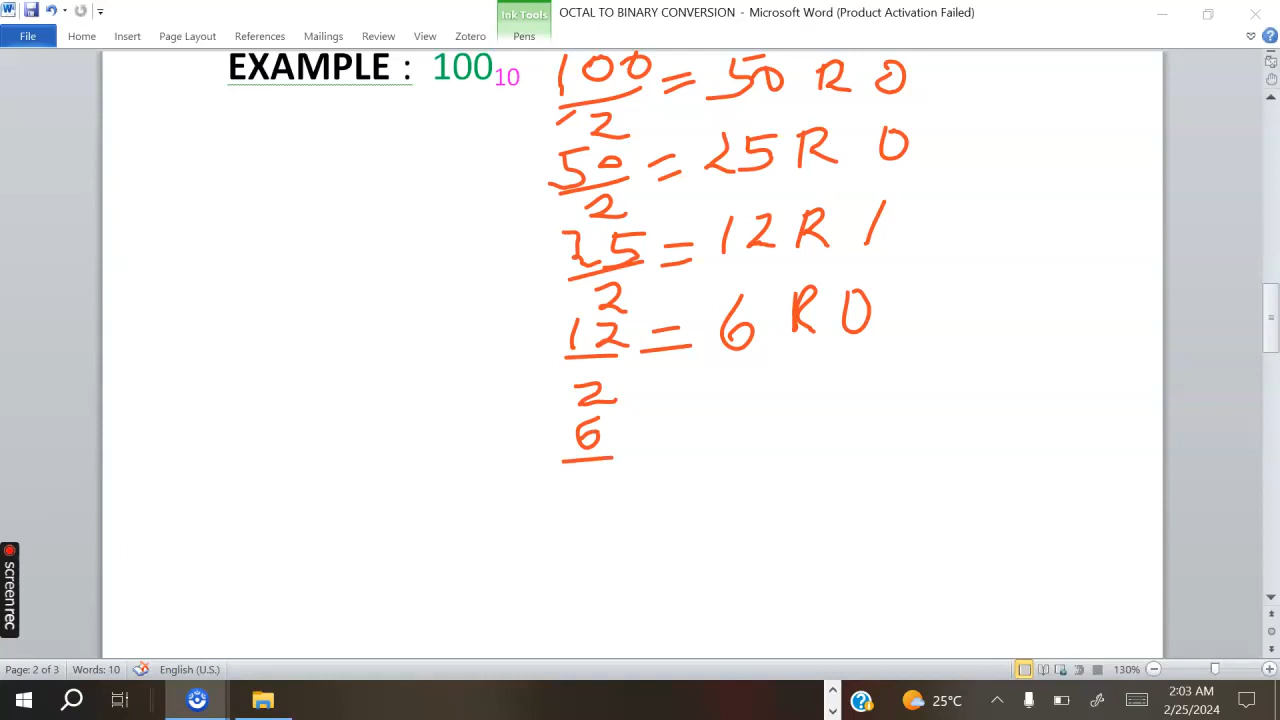 Ink Tools
OCTAL TO BINARY CONVERSION - Microsoft Word (Product Activation Failed)
File Home Insert Page Layout References Mailings Review View Zotero Pens
EXAMPLE : 100₁₀
100/2 = 50 R 0
50/2 = 25 R 0
25/2 = 12 R 1
12/2 = 6 R 0
6
screen rec
Page: 2 of 3 Words: 10 English (U.S.) 130%
25°C
2:03 AM
2/25/2024